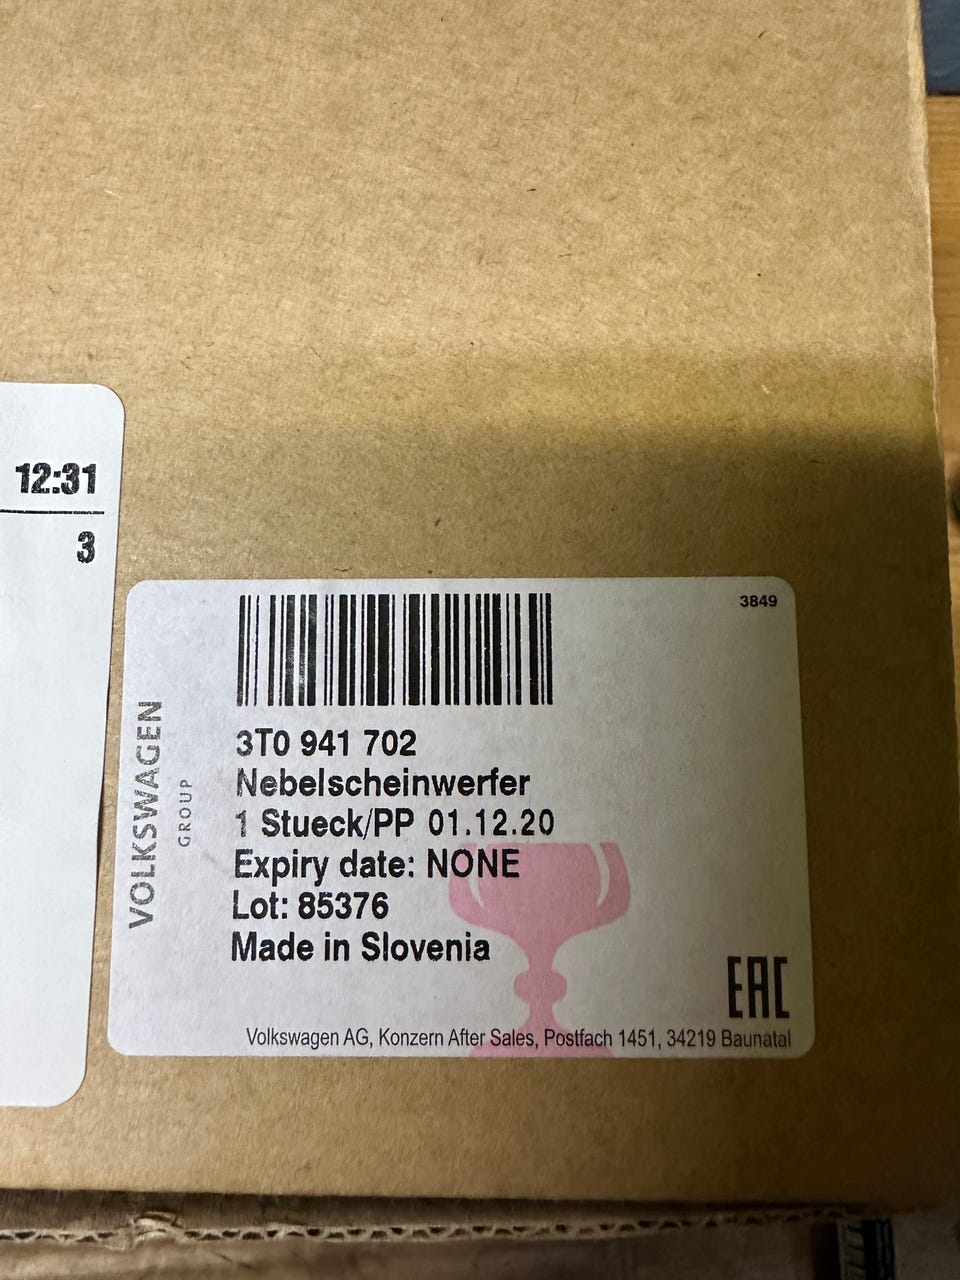 12:31
3
3849
VOLKSWAGEN
GROUP
3T0 941 702
Nebelscheinwerfer
1 Stueck/PP 01.12.20
Expiry date: NONE
Lot: 85376
Made in Slovenia
EAC
Volkswagen AG, Konzern After Sales, Postfach 1451, 34219 Baunatal